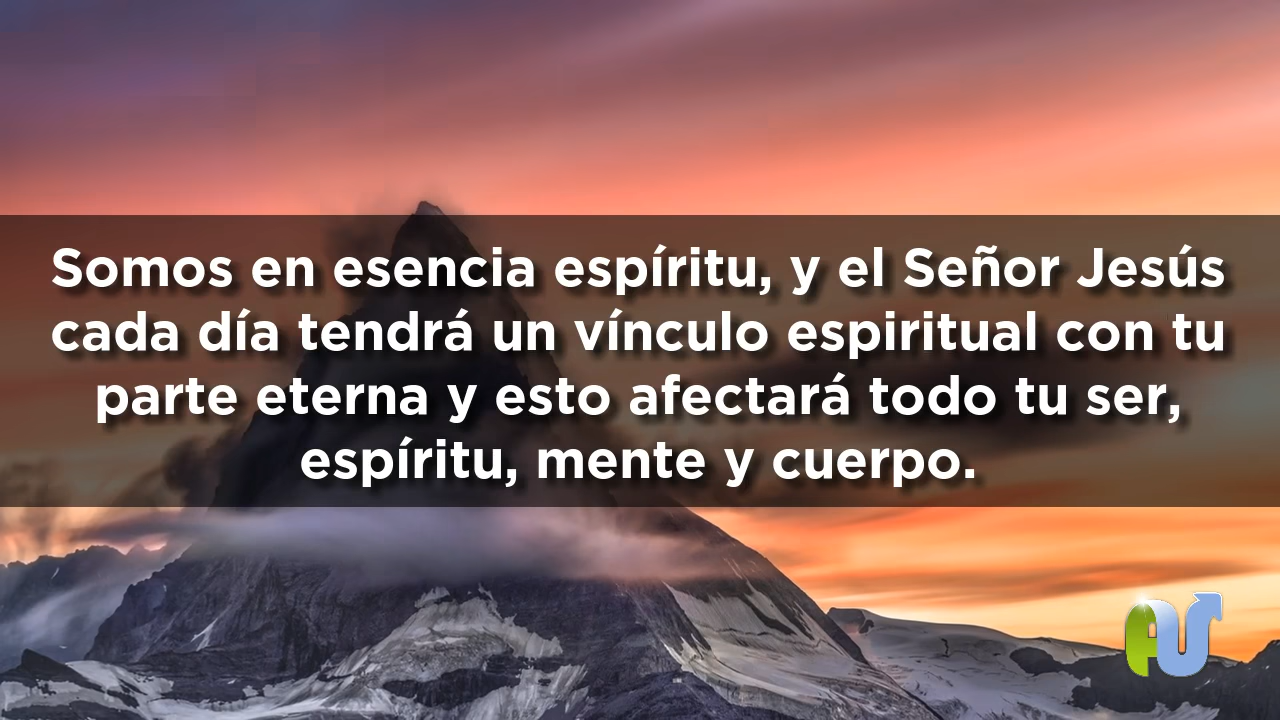 Somos en esencia espíritu, y el Señor Jesús
cada día tendrá un vínculo espiritual con tu
parte eterna y esto afectará todo tu ser,
espíritu, mente y cuerpo.
AU